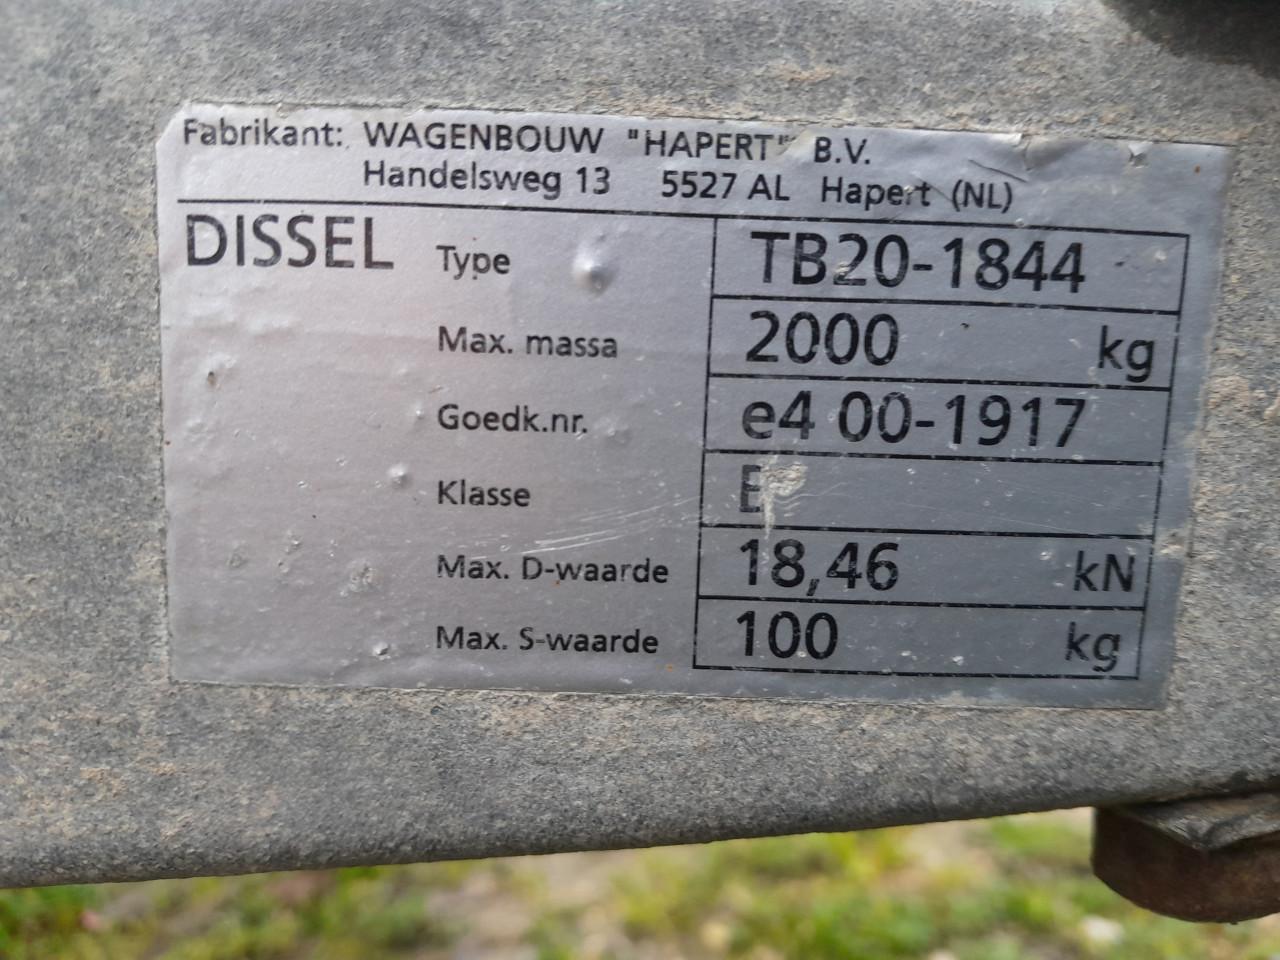 Fabrikant: WAGENBOUW "HAPERT" B.V.
Handelsweg 13 5527 AL Hapert (NL)
DISSEL Type TB20-1844
Max. massa 2000 kg
Goedk.nr. e4 00-1917
Klasse
Max. D-waarde 18,46 kN
Max. S-waarde 100 kg